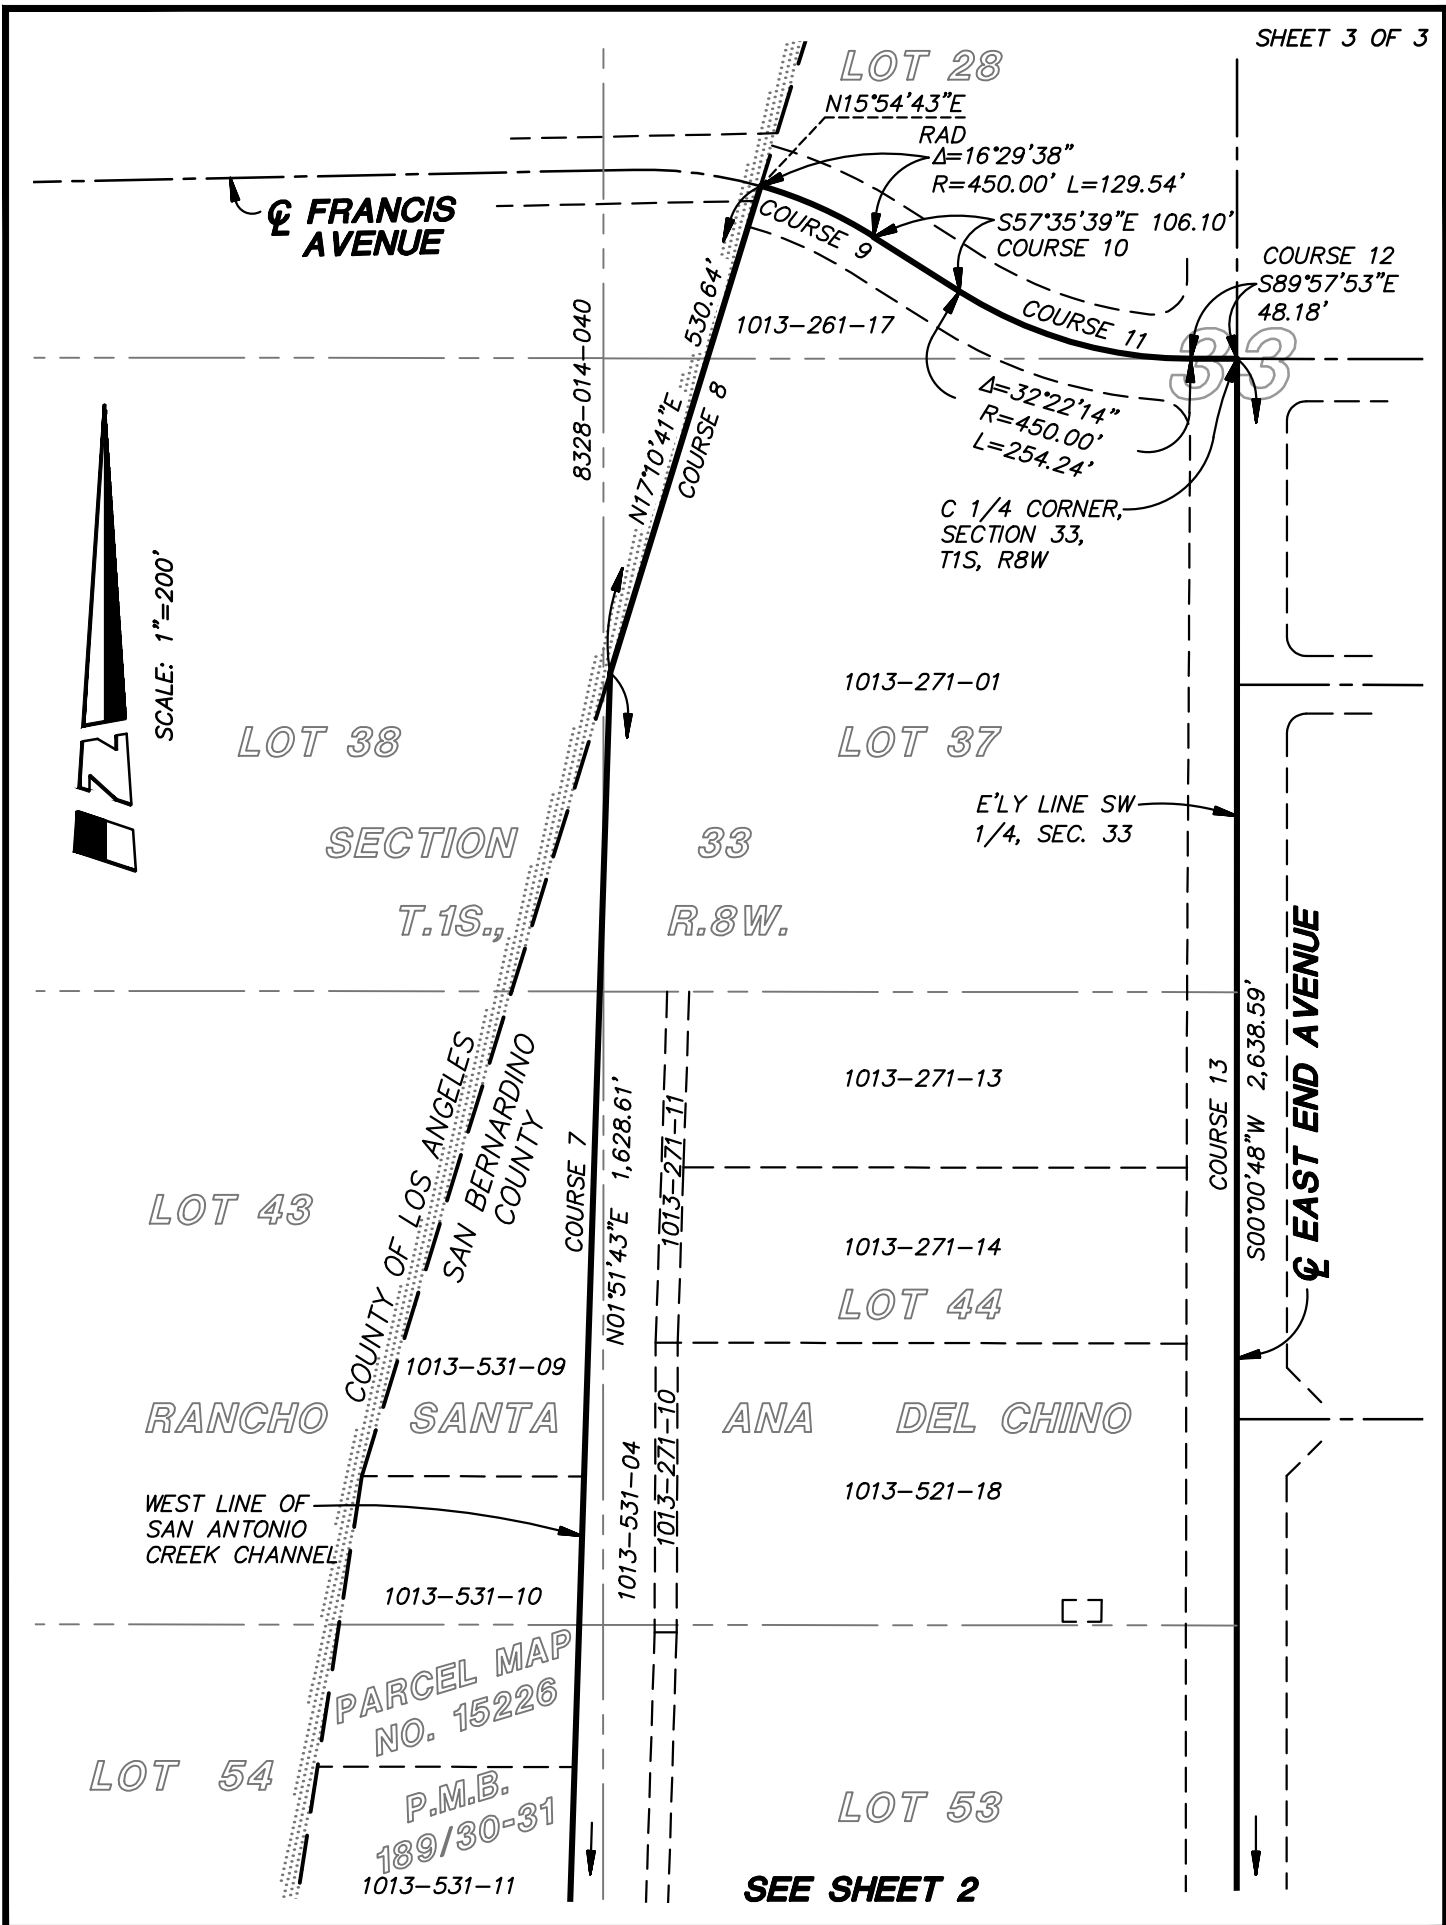 SHEET 3 OF 3
LOT 28
N15°54'43"E
RAD
Δ=16°29'38"
R=450.00' L=129.54'
℄ FRANCIS
AVENUE
COURSE 9
S57°35'39"E 106.10'
COURSE 10
COURSE 12
S89°57'53"E
48.18'
COURSE 11
33
1013-261-17
8328-014-040
N17°10'41"E 530.64'
COURSE 8
Δ=32°22'14"
R=450.00'
L=254.24'
C 1/4 CORNER,
SECTION 33,
T1S, R8W
SCALE: 1"=200'
N
1013-271-01
LOT 38
LOT 37
E'LY LINE SW
1/4, SEC. 33
SECTION 33
T.1S., R.8W.
℄ EAST END AVENUE
COUNTY OF LOS ANGELES
SAN BERNARDINO
COUNTY
COURSE 7
N01°51'43"E 1,628.61'
1013-271-11
1013-271-13
COURSE 13
S00°00'48"W 2,638.59'
LOT 43
1013-271-14
LOT 44
1013-531-09
RANCHO SANTA ANA DEL CHINO
1013-531-04
1013-271-10
1013-521-18
WEST LINE OF
SAN ANTONIO
CREEK CHANNEL
1013-531-10
PARCEL MAP
NO. 15226
LOT 54
P.M.B.
189/30-31
LOT 53
1013-531-11
SEE SHEET 2